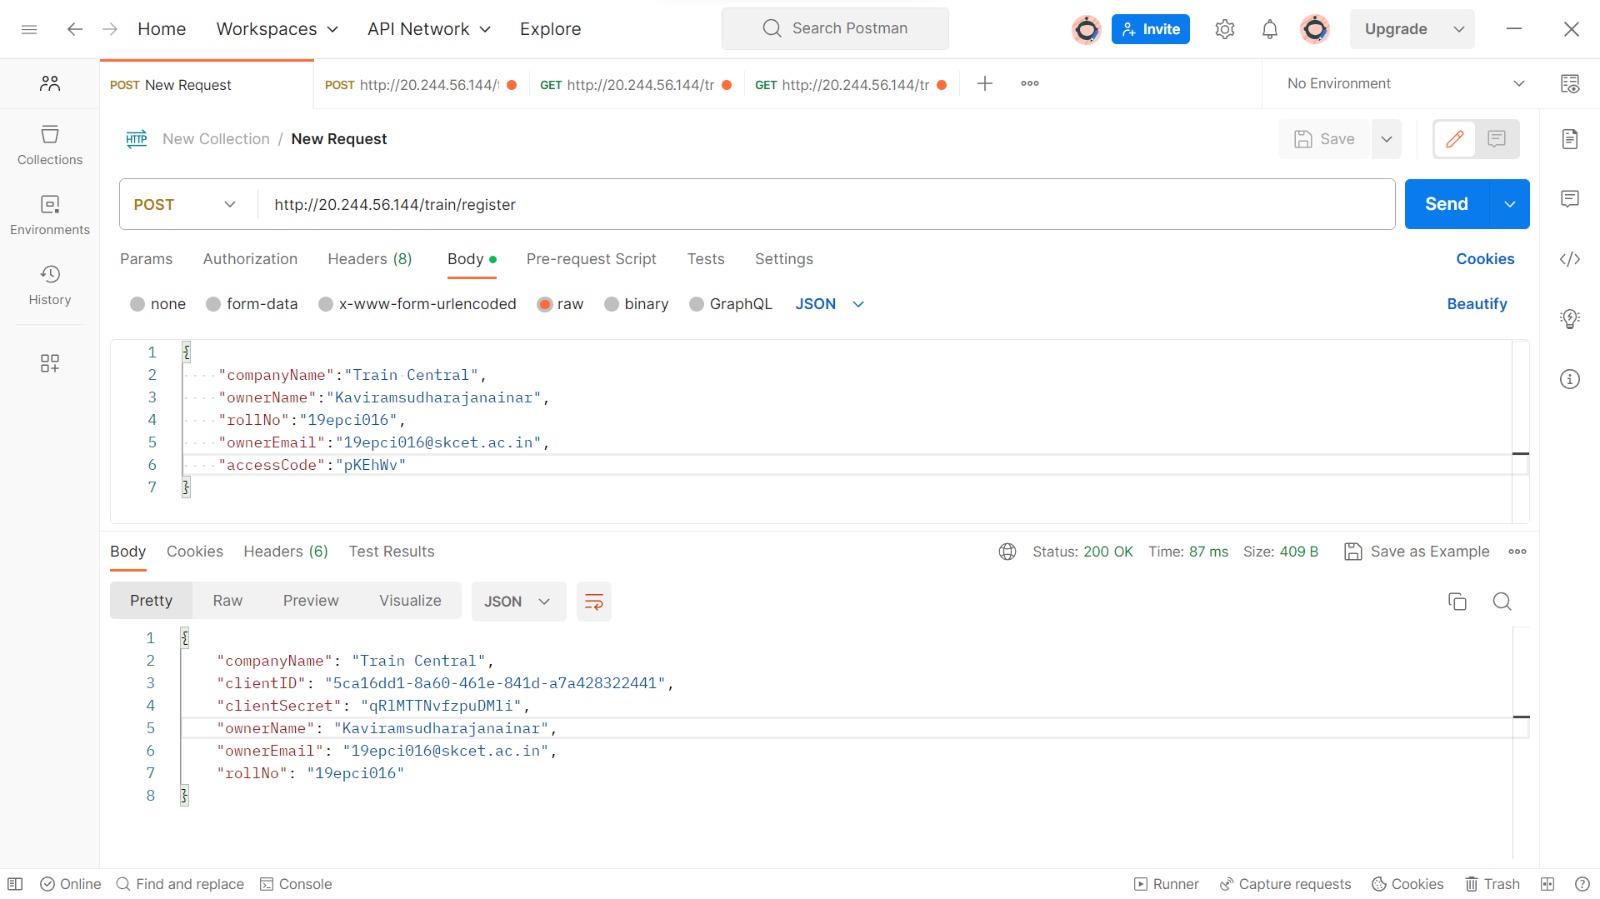 Home Workspaces API Network Explore Search Postman Invite Upgrade
POST New Request POST http://20.244.56.144/t GET http://20.244.56.144/tr GET http://20.244.56.144/tr No Environment
HTTP New Collection / New Request Save
Collections
POST http://20.244.56.144/train/register Send
Environments
Params Authorization Headers (8) Body Pre-request Script Tests Settings Cookies
History
none form-data x-www-form-urlencoded raw binary GraphQL JSON Beautify
1 {
2 "companyName":"Train Central",
3 "ownerName":"Kaviramsudharajanainar",
4 "rollNo":"19epci016",
5 "ownerEmail":"19epci016@skcet.ac.in",
6 "accessCode":"pKEhWv"
7 }
Body Cookies Headers (6) Test Results Status: 200 OK Time: 87 ms Size: 409 B Save as Example
Pretty Raw Preview Visualize JSON
1 {
2 "companyName": "Train Central",
3 "clientID": "5ca16dd1-8a60-461e-841d-a7a428322441",
4 "clientSecret": "qRlMTTNvfzpuDMli",
5 "ownerName": "Kaviramsudharajanainar",
6 "ownerEmail": "19epci016@skcet.ac.in",
7 "rollNo": "19epci016"
8 }
Online Find and replace Console Runner Capture requests Cookies Trash